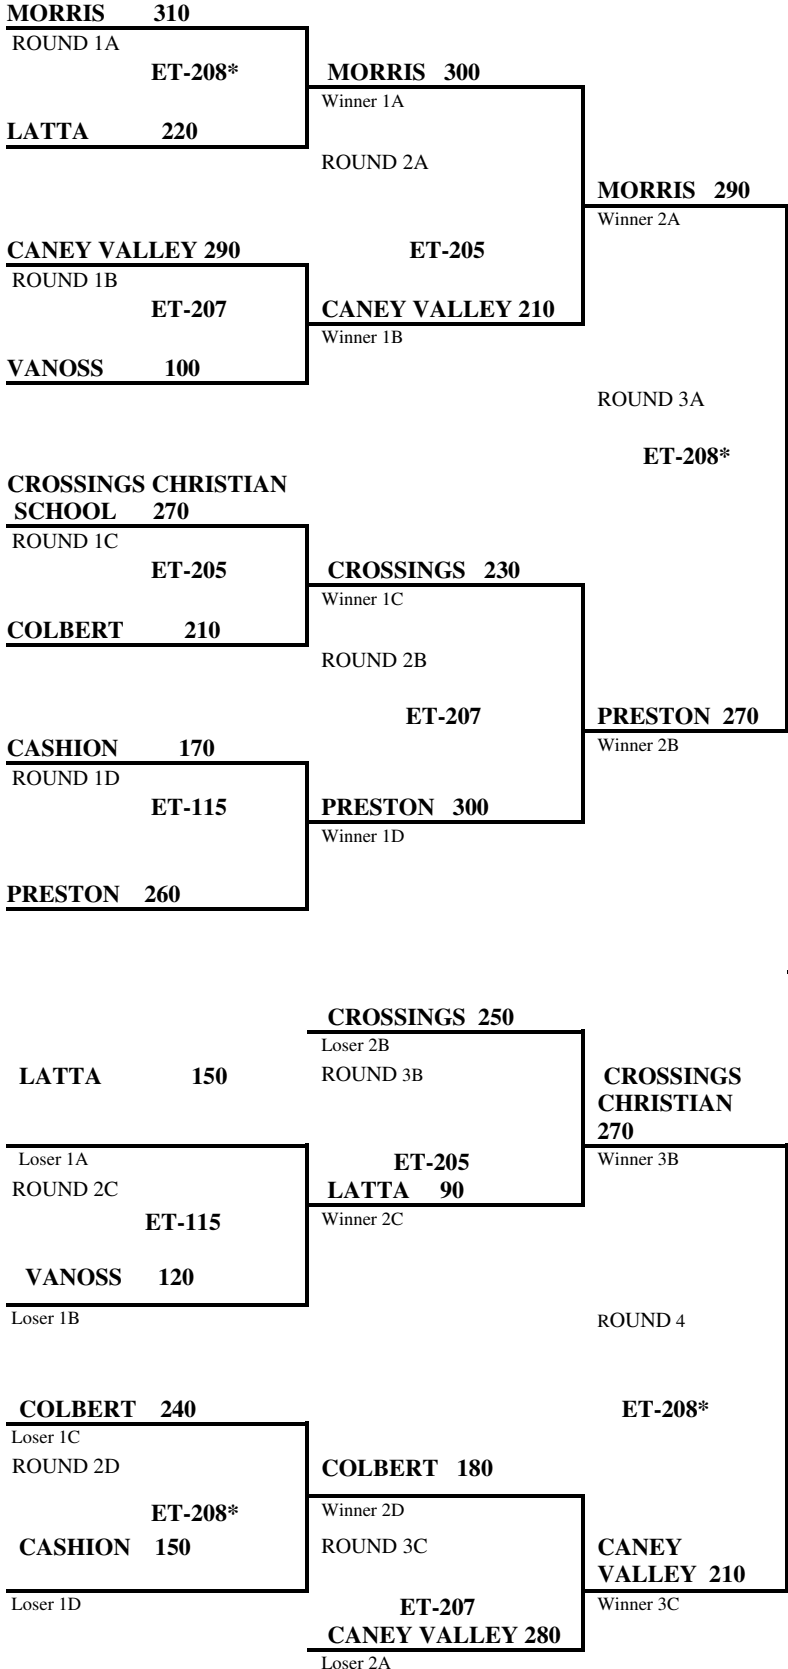 MORRIS 310
ROUND 1A
ET-208*
MORRIS 300
Winner 1A
LATTA 220
ROUND 2A
MORRIS 290
Winner 2A
CANEY VALLEY 290
ET-205
ROUND 1B
ET-207
CANEY VALLEY 210
Winner 1B
VANOSS 100
ROUND 3A
ET-208*
CROSSINGS CHRISTIAN
SCHOOL 270
ROUND 1C
ET-205
CROSSINGS 230
Winner 1C
COLBERT 210
ROUND 2B
ET-207
PRESTON 270
Winner 2B
CASHION 170
ROUND 1D
ET-115
PRESTON 300
Winner 1D
PRESTON 260
CROSSINGS 250
Loser 2B
LATTA 150
ROUND 3B
CROSSINGS
CHRISTIAN
270
Loser 1A
ET-205
Winner 3B
ROUND 2C
LATTA 90
Winner 2C
ET-115
VANOSS 120
Loser 1B
ROUND 4
COLBERT 240
ET-208*
Loser 1C
ROUND 2D
COLBERT 180
ET-208*
Winner 2D
CASHION 150
ROUND 3C
CANEY
VALLEY 210
Loser 1D
ET-207
Winner 3C
CANEY VALLEY 280
Loser 2A